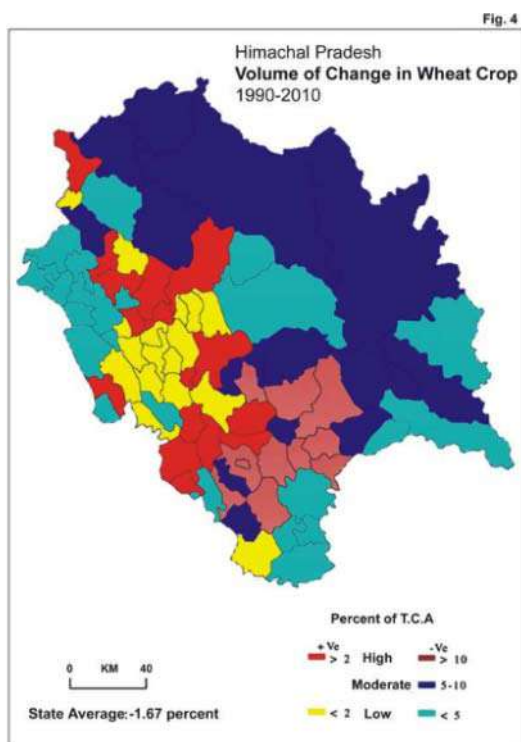 Fig. 4
Himachal Pradesh
Volume of Change in Wheat Crop
1990-2010
Percent of T.C.A
+Ve -Ve
> 2 High > 10
Moderate 5-10
< 2 Low < 5
0 KM 40
State Average:-1.67 percent